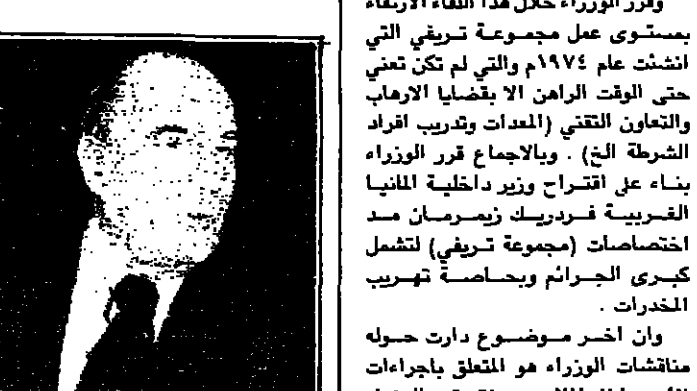 وقرر الوزراء خلال هذا اللقاء الارتفاء
بمستوى عمل مجموعة تريفي التي
انشئت عام ١٩٧٤م والتي لم تكن تعني
حتى الوقت الراهن الا بقضايا الارهاب
والتعاون التقني (المعدات وتدريب افراد
الشرطة الخ) . وبالاجماع قرر الوزراء
بناء على اقتراح وزير داخلية المانيا
الغربية فردريك زيمرمان مد
اختصاصات (مجموعة تريفي) لتشمل
كبرى الجرائم وبخاصة تهريب
المخدرات .
وان اخر موضوع دارت حوله
مناقشات الوزراء هو المتعلق باجراءات